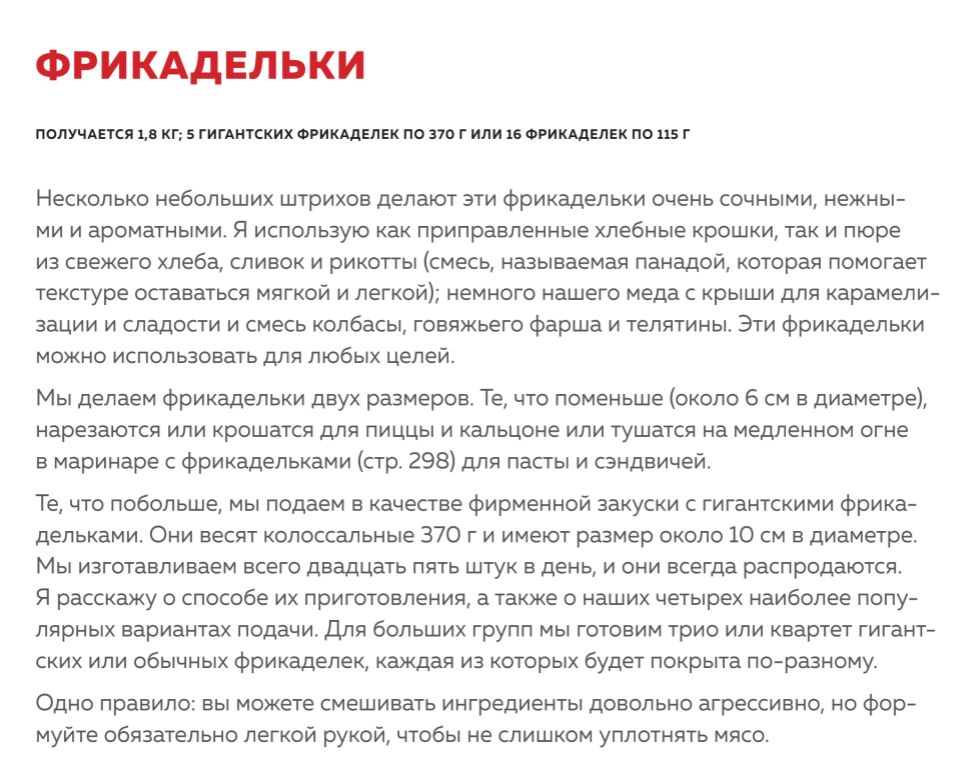 ФРИКАДЕЛЬКИ
ПОЛУЧАЕТСЯ 1,8 КГ; 5 ГИГАНТСКИХ ФРИКАДЕЛЕК ПО 370 Г ИЛИ 16 ФРИКАДЕЛЕК ПО 115 Г
Несколько небольших штрихов делают эти фрикадельки очень сочными, нежны-
ми и ароматными. Я использую как приправленные хлебные крошки, так и пюре
из свежего хлеба, сливок и рикотты (смесь, называемая панадой, которая помогает
текстуре оставаться мягкой и легкой); немного нашего меда с крыши для карамели-
зации и сладости и смесь колбасы, говяжьего фарша и телятины. Эти фрикадельки
можно использовать для любых целей.
Мы делаем фрикадельки двух размеров. Те, что поменьше (около 6 см в диаметре),
нарезаются или крошатся для пиццы и кальцоне или тушатся на медленном огне
в маринаре с фрикадельками (стр. 298) для пасты и сэндвичей.
Те, что побольше, мы подаем в качестве фирменной закуски с гигантскими фрика-
дельками. Они весят колоссальные 370 г и имеют размер около 10 см в диаметре.
Мы изготавливаем всего двадцать пять штук в день, и они всегда распродаются.
Я расскажу о способе их приготовления, а также о наших четырех наиболее попу-
лярных вариантах подачи. Для больших групп мы готовим трио или квартет гигант-
ских или обычных фрикаделек, каждая из которых будет покрыта по-разному.
Одно правило: вы можете смешивать ингредиенты довольно агрессивно, но фор-
муйте обязательно легкой рукой, чтобы не слишком уплотнять мясо.